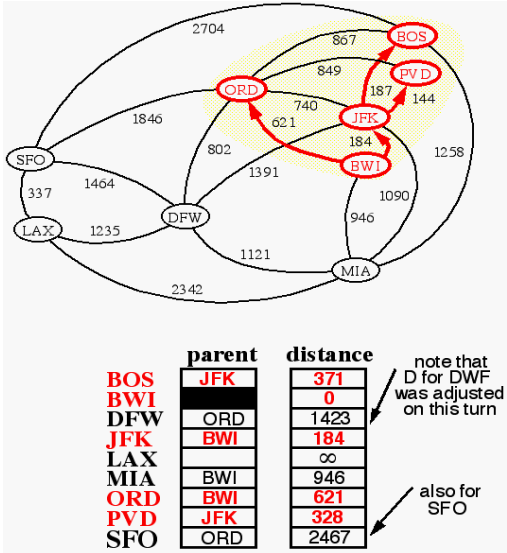 2704
BOS
867
849
PVD
187
144
ORD
740
JFK
621
1846
184
802
1391
BWI
1258
SFO
1464
337
1090
946
DFW
LAX
1235
1121
MIA
2342
parent distance
note that
D for DWF
was adjusted
on this turn
BOS JFK 371
BWI 0
DFW ORD 1423
JFK BWI 184
LAX ∞
MIA BWI 946
ORD BWI 621
PVD JFK 328
SFO ORD 2467
also for
SFO